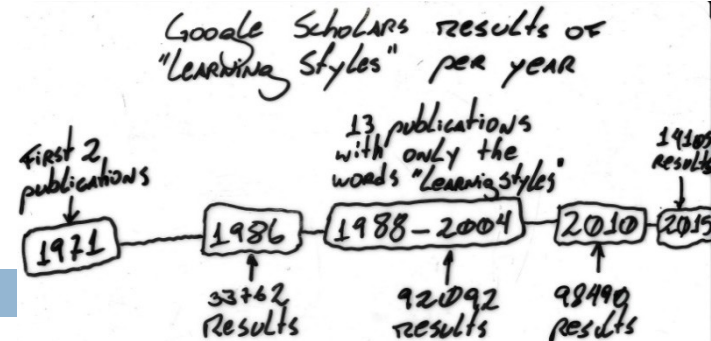 Google Scholars results of
"Learning Styles" per year
First 2
publications
1971
1986
33762
Results
13 publications
with only the
words "Learnig styles"
1988-2004
92092
results
2010
98490
results
results
2015